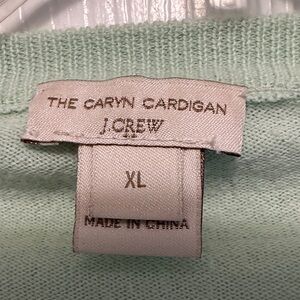 THE CARYN CARDIGAN
J.CREW
XL
MADE IN CHINA